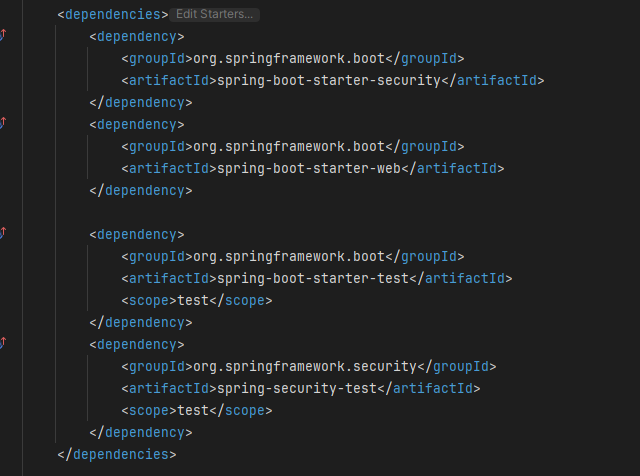 <dependencies> Edit Starters...
<dependency>
<groupId>org.springframework.boot</groupId>
<artifactId>spring-boot-starter-security</artifactId>
</dependency>
<dependency>
<groupId>org.springframework.boot</groupId>
<artifactId>spring-boot-starter-web</artifactId>
</dependency>
<dependency>
<groupId>org.springframework.boot</groupId>
<artifactId>spring-boot-starter-test</artifactId>
<scope>test</scope>
</dependency>
<dependency>
<groupId>org.springframework.security</groupId>
<artifactId>spring-security-test</artifactId>
<scope>test</scope>
</dependency>
</dependencies>